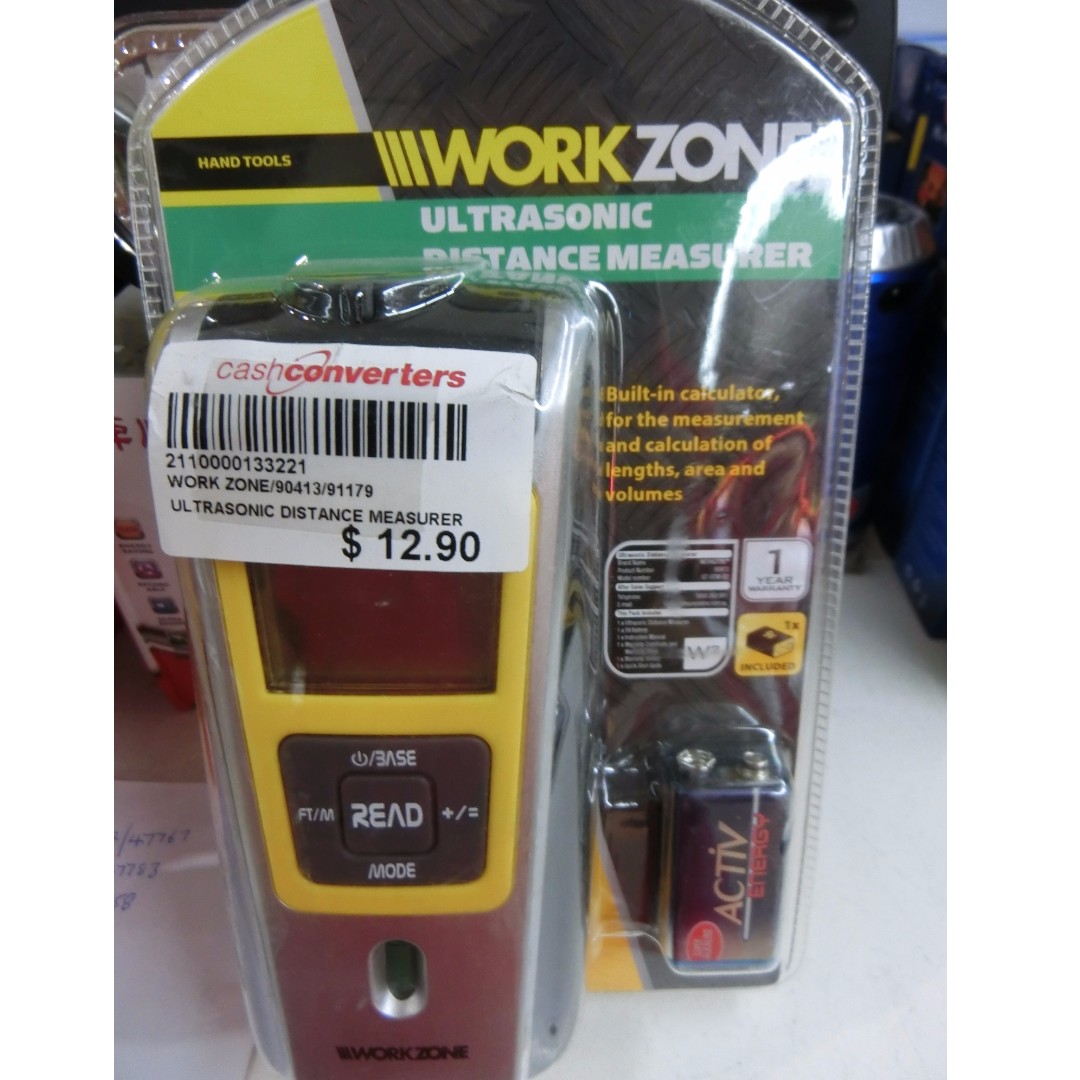 HAND TOOLS
WORKZONE
ULTRASONIC
DISTANCE MEASURER
cashconverters
2110000133221
WORK ZONE/90413/91179
ULTRASONIC DISTANCE MEASURER
$ 12.90
Built-in calculator,
for the measurement
and calculation of
lengths, area and
volumes
1
YEAR
WARRANTY
1x
INCLUDED
/BASE
FT/M
READ
+/=
MODE
ACTIV
ENERGY
WORKZONE